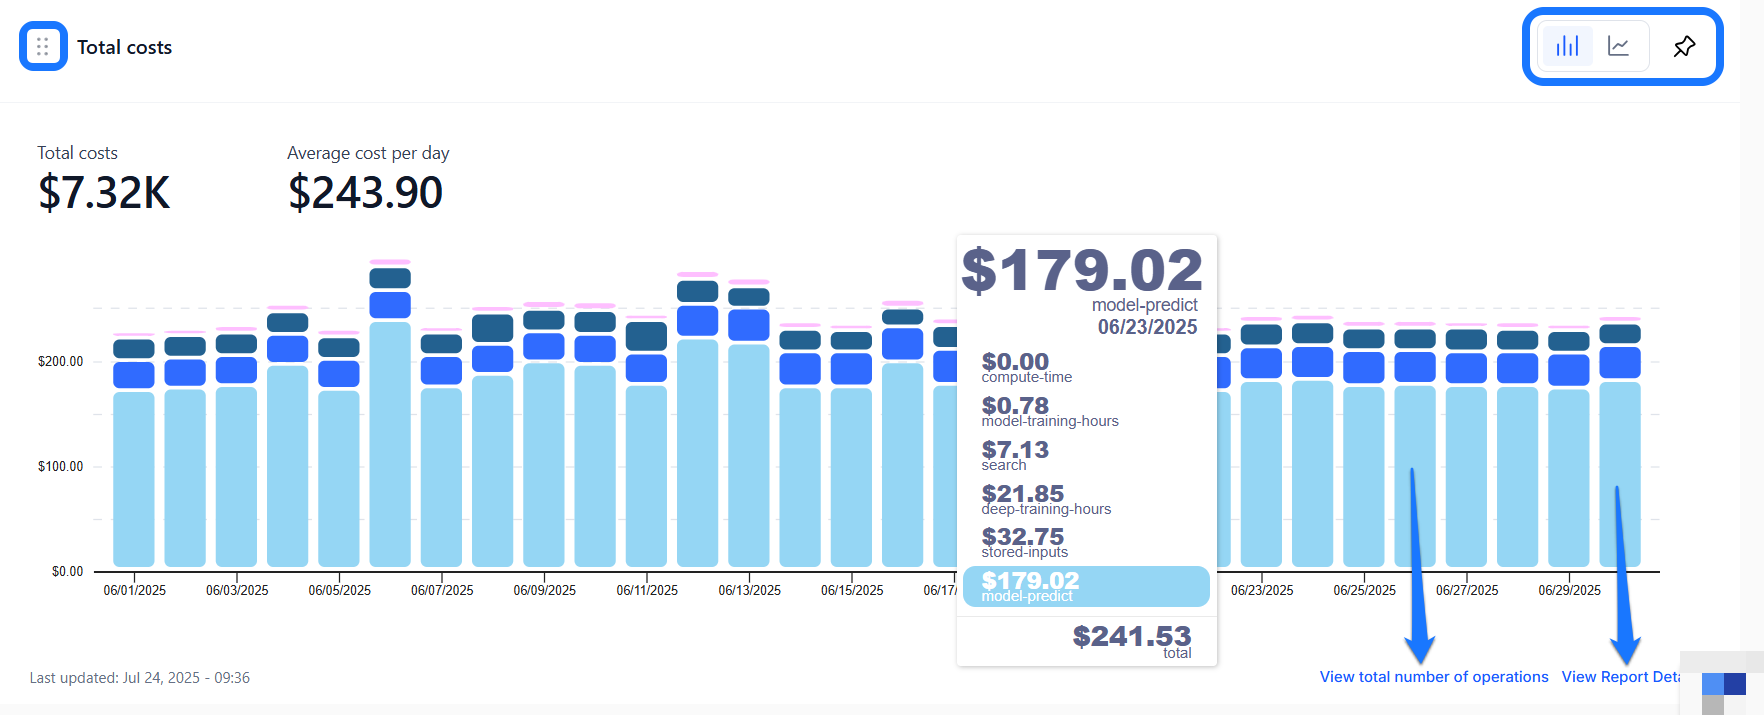 Total costs
Total costs
Average cost per day
$7.32K
$243.90
$200.00
$100.00
$0.00
06/01/2025
06/03/2025
06/05/2025
06/07/2025
06/09/2025
06/11/2025
06/13/2025
06/15/2025
06/17/
06/23/2025
06/25/2025
06/27/2025
06/29/2025
$179.02
model-predict
06/23/2025
$0.00
compute-time
$0.78
model-training-hours
$7.13
search
$21.85
deep-training-hours
$32.75
stored-inputs
$179.02
model-predict
$241.53
total
Last updated: Jul 24, 2025 - 09:36
View total number of operations
View Report Deta